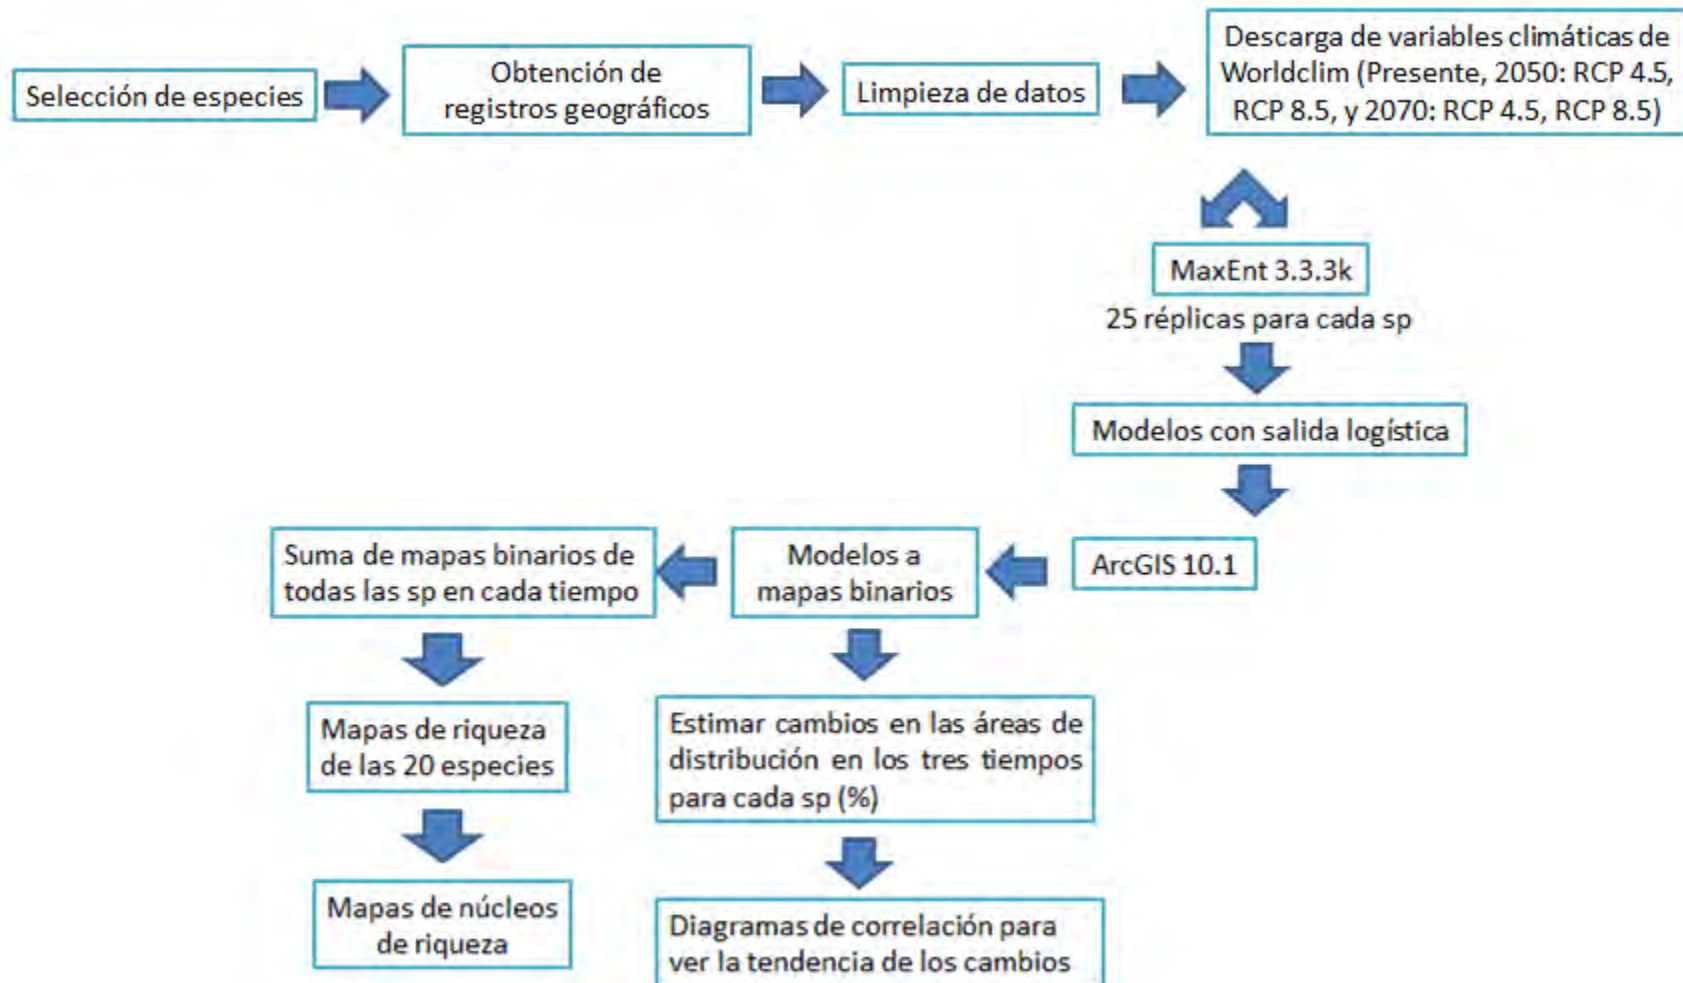 Selección de especies
Obtención de
registros geográficos
Limpieza de datos
Descarga de variables climáticas de
Worldclim (Presente, 2050: RCP 4.5,
RCP 8.5, y 2070: RCP 4.5, RCP 8.5)
MaxEnt 3.3.3k
25 réplicas para cada sp
Modelos con salida logística
ArcGIS 10.1
Modelos a
mapas binarios
Suma de mapas binarios de
todas las sp en cada tiempo
Mapas de riqueza
de las 20 especies
Mapas de núcleos
de riqueza
Estimar cambios en las áreas de
distribución en los tres tiempos
para cada sp (%)
Diagramas de correlación para
ver la tendencia de los cambios